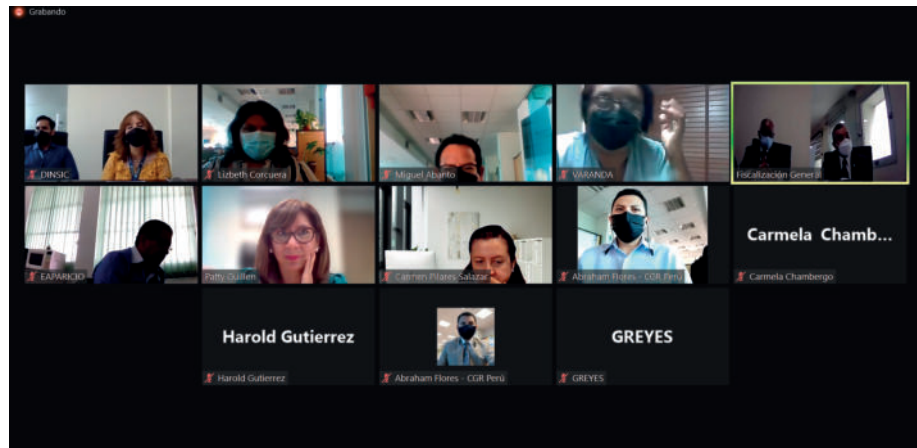 Grabando
DINSIC
Lizbeth Corcuera
Miguel Abanto
VARANDA
Fiscalización General
EAPARICIO
Patty Guillen
Carmen Pilares Salazar
Abraham Flores - CGR Perú
Carmela Chamb...
Carmela Chambergo
Harold Gutierrez
Harold Gutierrez
Abraham Flores - CGR Perú
GREYES
GREYES